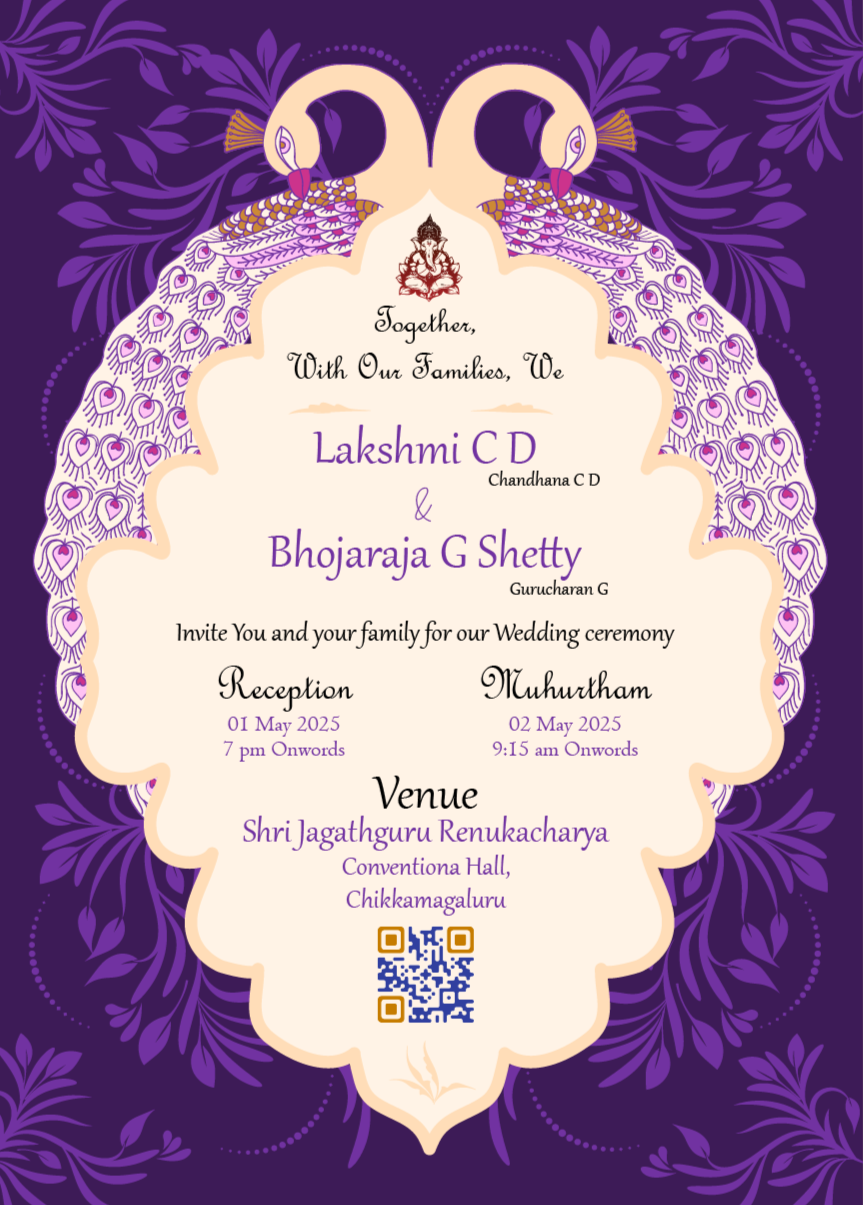 Together,
With Our Families, We
Lakshmi C D
Chandhana C D
&
Bhojaraja G Shetty
Gurucharan G
Invite You and your family for our Wedding ceremony
Reception
01 May 2025
7 pm Onwords
Muhurtham
02 May 2025
9:15 am Onwords
Venue
Shri Jagathguru Renukacharya
Conventiona Hall,
Chikkamagaluru